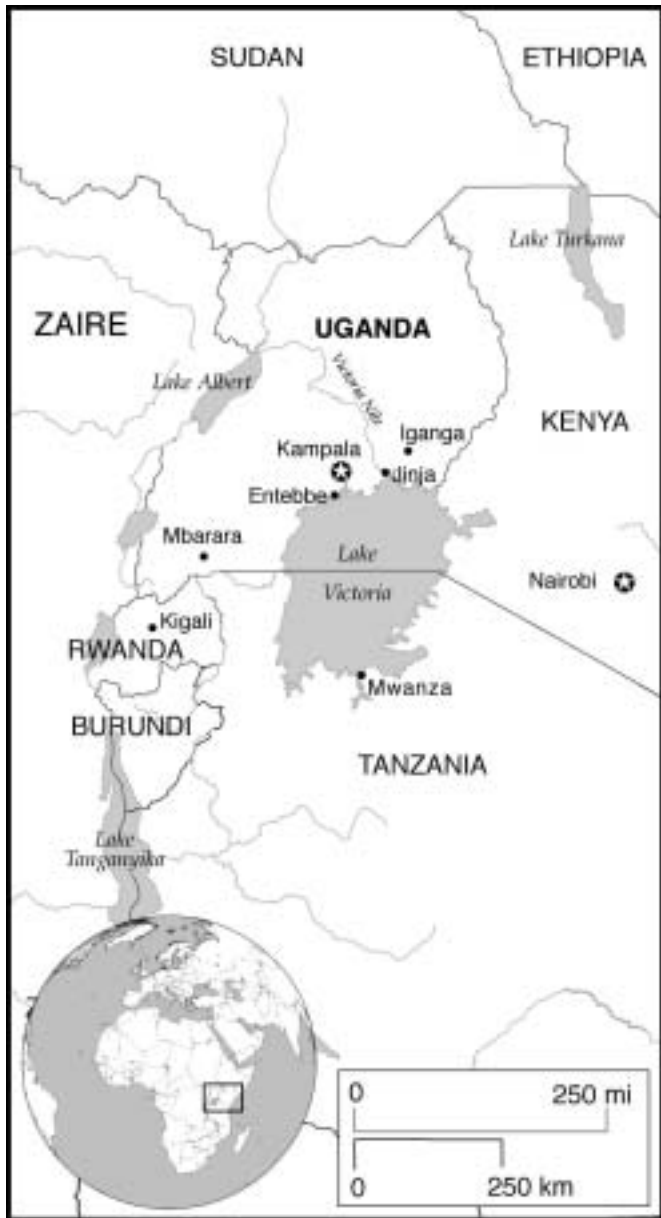 SUDAN
ETHIOPIA
Lake Turkana
ZAIRE
UGANDA
Lake Albert
Victoria Nile
KENYA
Iganga
Kampala
Jinja
Entebbe
Mbarara
Lake
Victoria
Nairobi
Kigali
RWANDA
Mwanza
BURUNDI
TANZANIA
Lake
Tanganyika
0 250 mi
0 250 km